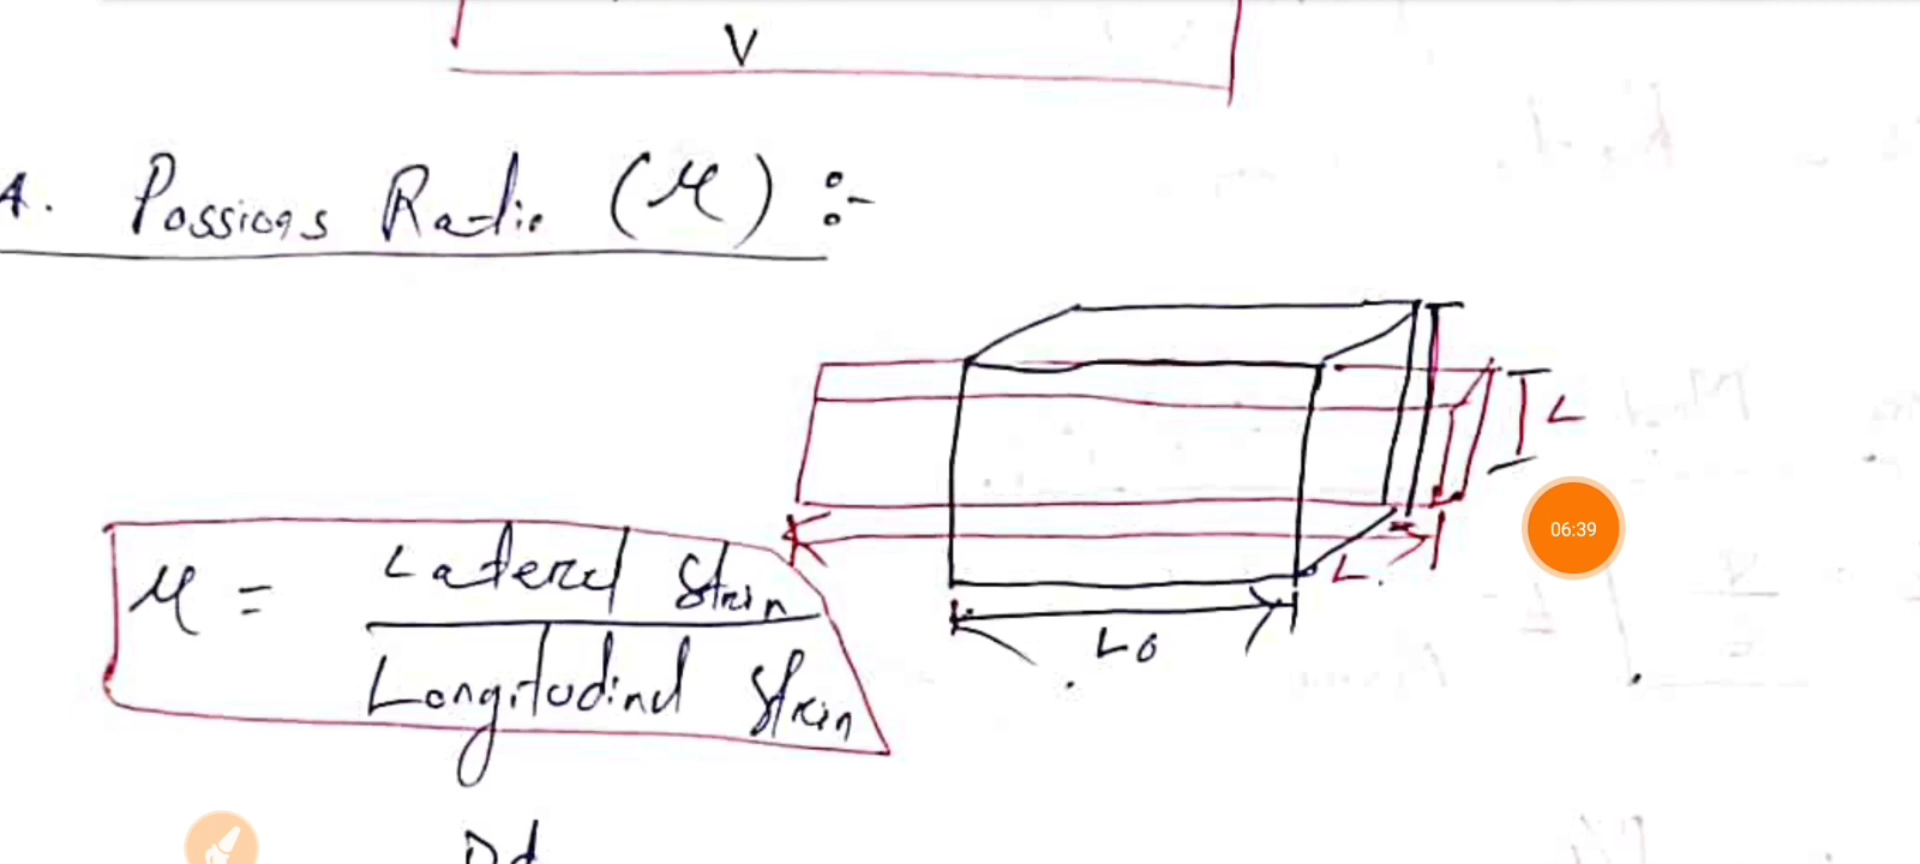 V
4. Possions Ratio (μ) :-
L
06:39
L
μ = Lateral Strain
Longitudinal Strain
L0